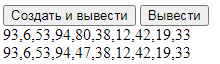 Создать и вывести Вывести
93,6,53,94,80,38,12,42,19,33
93,6,53,94,47,38,12,42,19,33